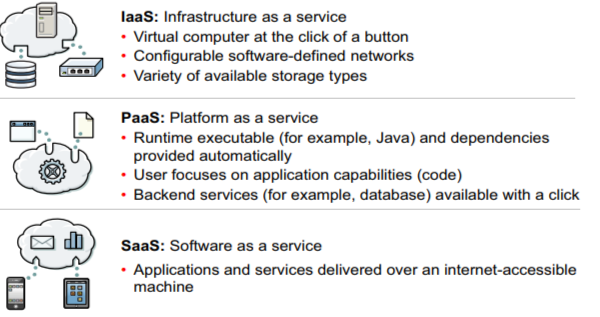 IaaS: Infrastructure as a service
• Virtual computer at the click of a button
• Configurable software-defined networks
• Variety of available storage types
PaaS: Platform as a service
• Runtime executable (for example, Java) and dependencies
provided automatically
• User focuses on application capabilities (code)
• Backend services (for example, database) available with a click
SaaS: Software as a service
• Applications and services delivered over an internet-accessible
machine